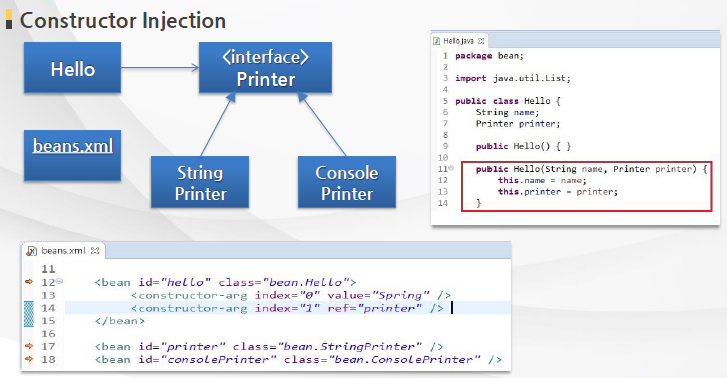 Constructor Injection
Hello
<interface>
Printer
beans.xml
String
Printer
Console
Printer
Hello.java
1 package bean;
2
3 import java.util.List;
4
5 public class Hello {
6 String name;
7 Printer printer;
8
9 public Hello() { }
10
11 public Hello(String name, Printer printer) {
12 this.name = name;
13 this.printer = printer;
14 }
beans.xml
11
12 <bean id="hello" class="bean.Hello">
13 <constructor-arg index="0" value="Spring" />
14 <constructor-arg index="1" ref="printer" />
15 </bean>
16
17 <bean id="printer" class="bean.StringPrinter" />
18 <bean id="consolePrinter" class="bean.ConsolePrinter" />